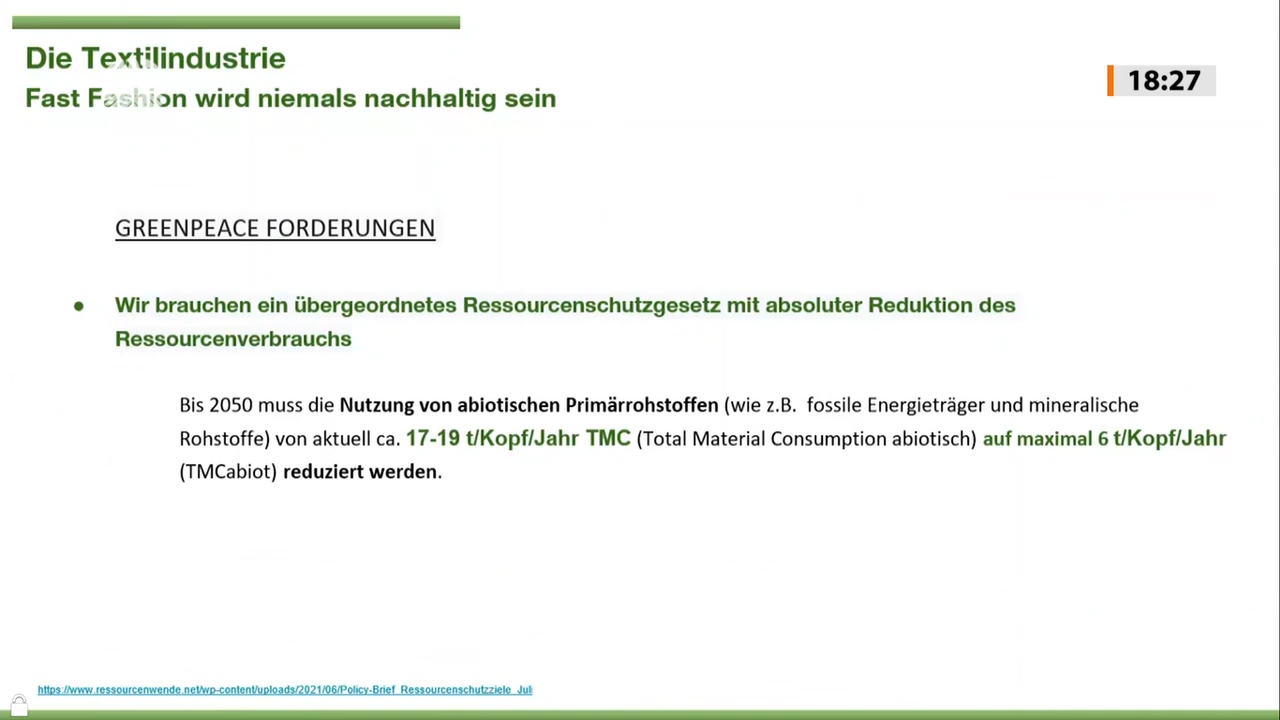 Die Textilindustrie
Fast Fashion wird niemals nachhaltig sein
18:27
GREENPEACE FORDERUNGEN
• Wir brauchen ein übergeordnetes Ressourcenschutzgesetz mit absoluter Reduktion des
Ressourcenverbrauchs
Bis 2050 muss die Nutzung von abiotischen Primärrohstoffen (wie z.B. fossile Energieträger und mineralische
Rohstoffe) von aktuell ca. 17-19 t/Kopf/Jahr TMC (Total Material Consumption abiotisch) auf maximal 6 t/Kopf/Jahr
(TMCabiot) reduziert werden.
https://www.ressourcenwende.net/wp-content/uploads/2021/06/Policy-Brief_Ressourcenschutzziele_Juli